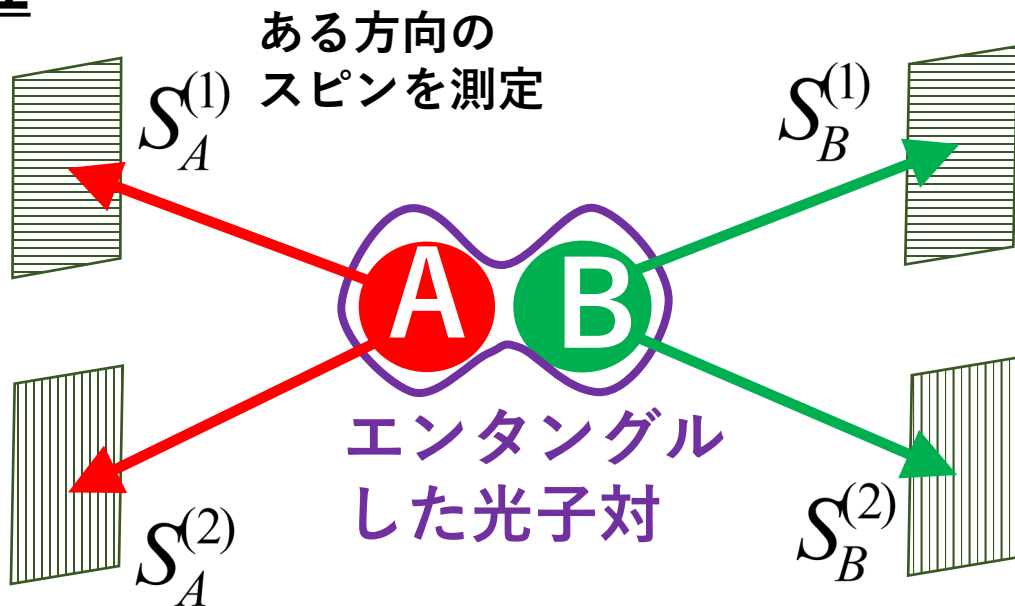 ある方向の
スピンを測定
S_A^(1)
S_B^(1)
A B
エンタングル
した光子対
S_A^(2)
S_B^(2)